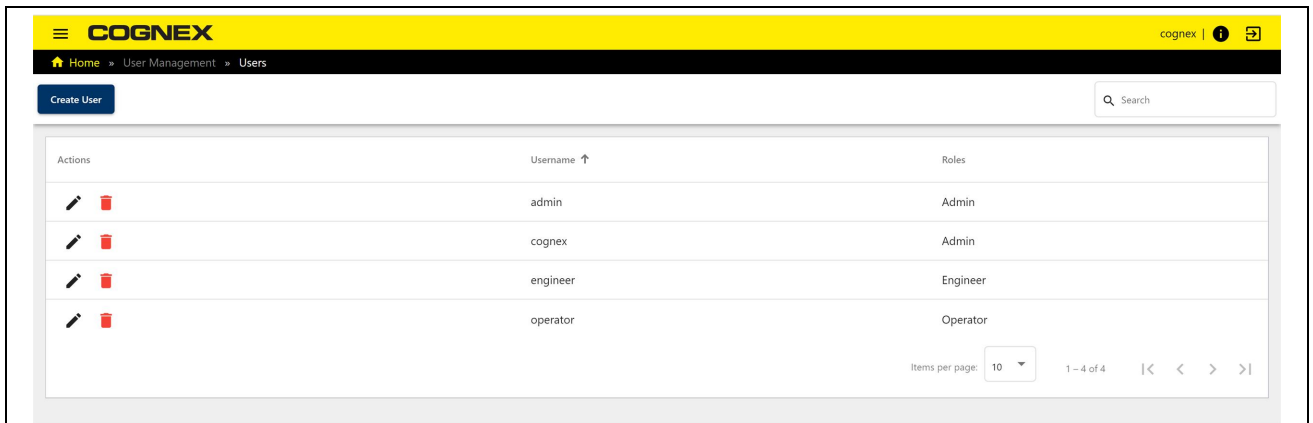 COGNEX
cognex |
Home » User Management » Users
Create User
Search
Actions Username Roles
admin Admin
cognex Admin
engineer Engineer
operator Operator
Items per page: 10 1 – 4 of 4